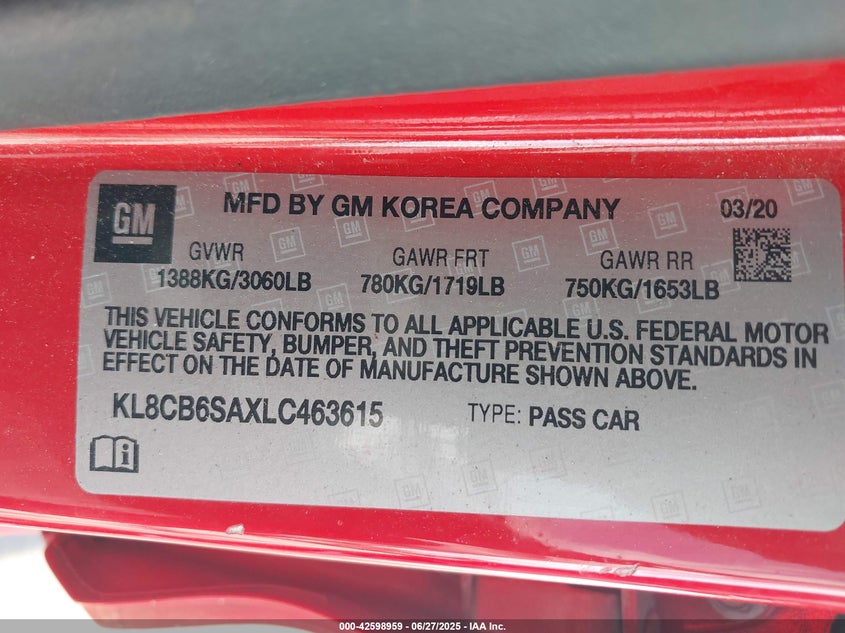 GM MFD BY GM KOREA COMPANY 03/20
GVWR GAWR FRT GAWR RR
1388KG/3060LB 780KG/1719LB 750KG/1653LB
THIS VEHICLE CONFORMS TO ALL APPLICABLE U.S. FEDERAL MOTOR
VEHICLE SAFETY, BUMPER, AND THEFT PREVENTION STANDARDS IN
EFFECT ON THE DATE OF MANUFACTURE SHOWN ABOVE.
KL8CB6SAXLC463615 TYPE: PASS CAR
000-42598959 - 06/27/2025 - IAA Inc.